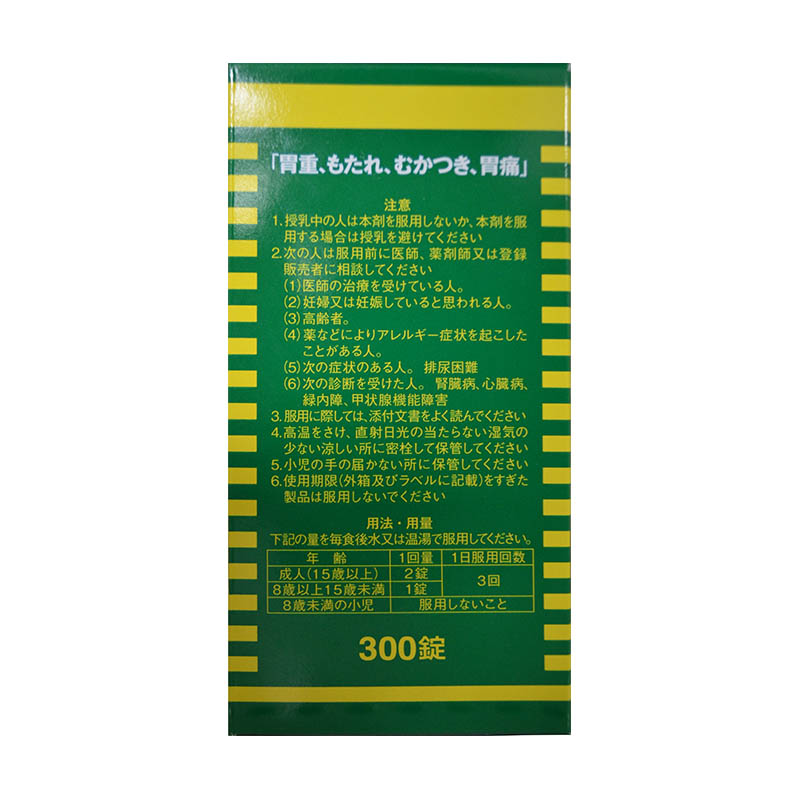 「胃重、もたれ、むかつき、胃痛」
注意
1.授乳中の人は本剤を服用しないか、本剤を服
用する場合は授乳を避けてください
2.次の人は服用前に医師、薬剤師又は登録
販売者に相談してください
(1)医師の治療を受けている人。
(2)妊婦又は妊娠していると思われる人。
(3)高齢者。
(4)薬などによりアレルギー症状を起こした
ことがある人。
(5)次の症状のある人。 排尿困難
(6)次の診断を受けた人。 腎臓病、心臓病、
緑内障、甲状腺機能障害
3.服用に際しては、添付文書をよく読んでください
4.高温をさけ、直射日光の当たらない湿気の
少ない涼しい所に密栓して保管してください
5.小児の手の届かない所に保管してください
6.使用期限(外箱及びラベルに記載)をすぎた
製品は服用しないでください
用法・用量
下記の量を毎食後水又は温湯で服用してください。
年 齢 1回量 1日服用回数
成人(15歳以上) 2錠 3回
8歳以上15歳未満 1錠
8歳未満の小児 服用しないこと
300錠